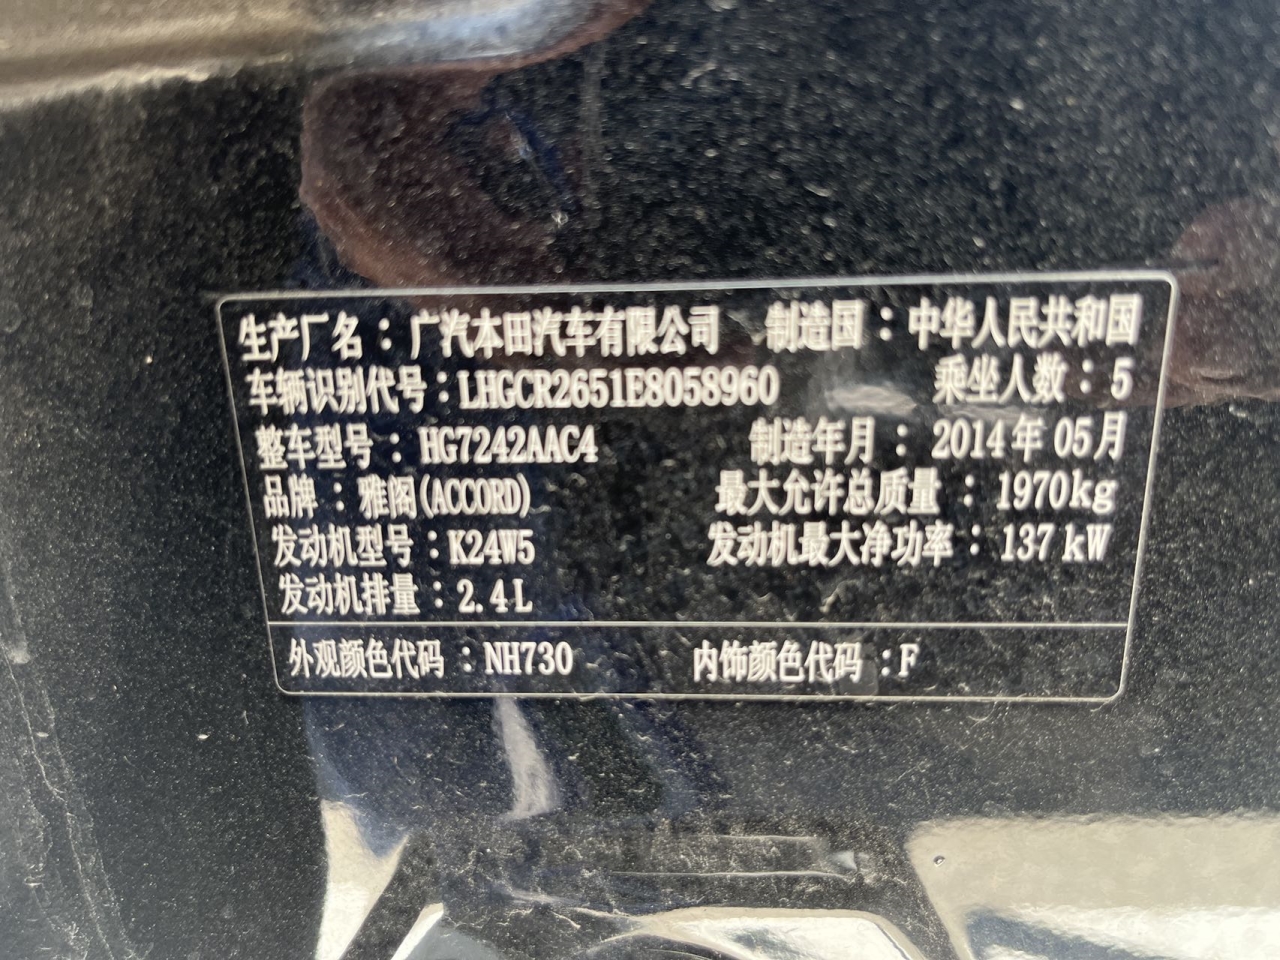 生产厂名：广汽本田汽车有限公司 制造国：中华人民共和国
车辆识别代号：LHGCR2651E8058960 乘坐人数：5
整车型号：HG7242AAC4 制造年月：2014年05月
品牌：雅阁(ACCORD) 最大允许总质量：1970kg
发动机型号：K24W5 发动机最大净功率：137kW
发动机排量：2.4L
外观颜色代码：NH730 内饰颜色代码：F